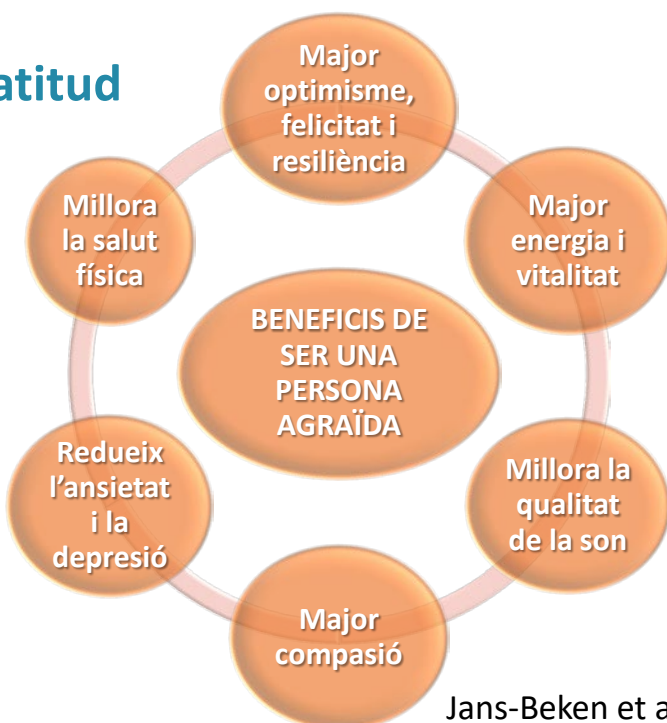 atitud
Major
optimisme,
felicitat i
resiliència
Major
energia i
vitalitat
Millora la
qualitat
de la son
Major
compasió
Redueix
l'ansietat
i la
depresió
Millora
la salut
física
BENEFICIS DE
SER UNA
PERSONA
AGRAÏDA
Jans-Beken et a